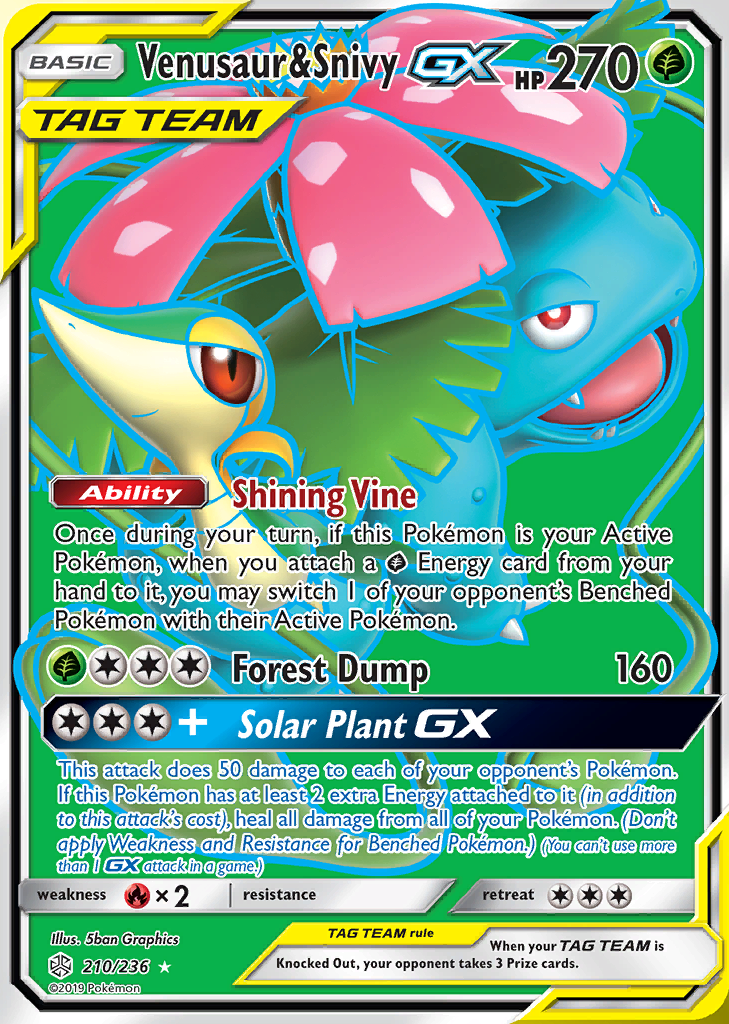 BASIC Venusaur&Snivy GX HP270
TAG TEAM
Ability Shining Vine
Once during your turn, if this Pokémon is your Active
Pokémon, when you attach a Energy card from your
hand to it, you may switch 1 of your opponent's Benched
Pokémon with their Active Pokémon.
Forest Dump 160
+ Solar Plant GX
This attack does 50 damage to each of your opponent's Pokémon.
If this Pokémon has at least 2 extra Energy attached to it (in addition
to this attack's cost), heal all damage from all of your Pokémon. (Don't
apply Weakness and Resistance for Benched Pokémon.) (You can't use more
than 1 GX attack in a game.)
weakness ×2 resistance retreat
Illus. 5ban Graphics
210/236
©2019 Pokémon
TAG TEAM rule
When your TAG TEAM is
Knocked Out, your opponent takes 3 Prize cards.